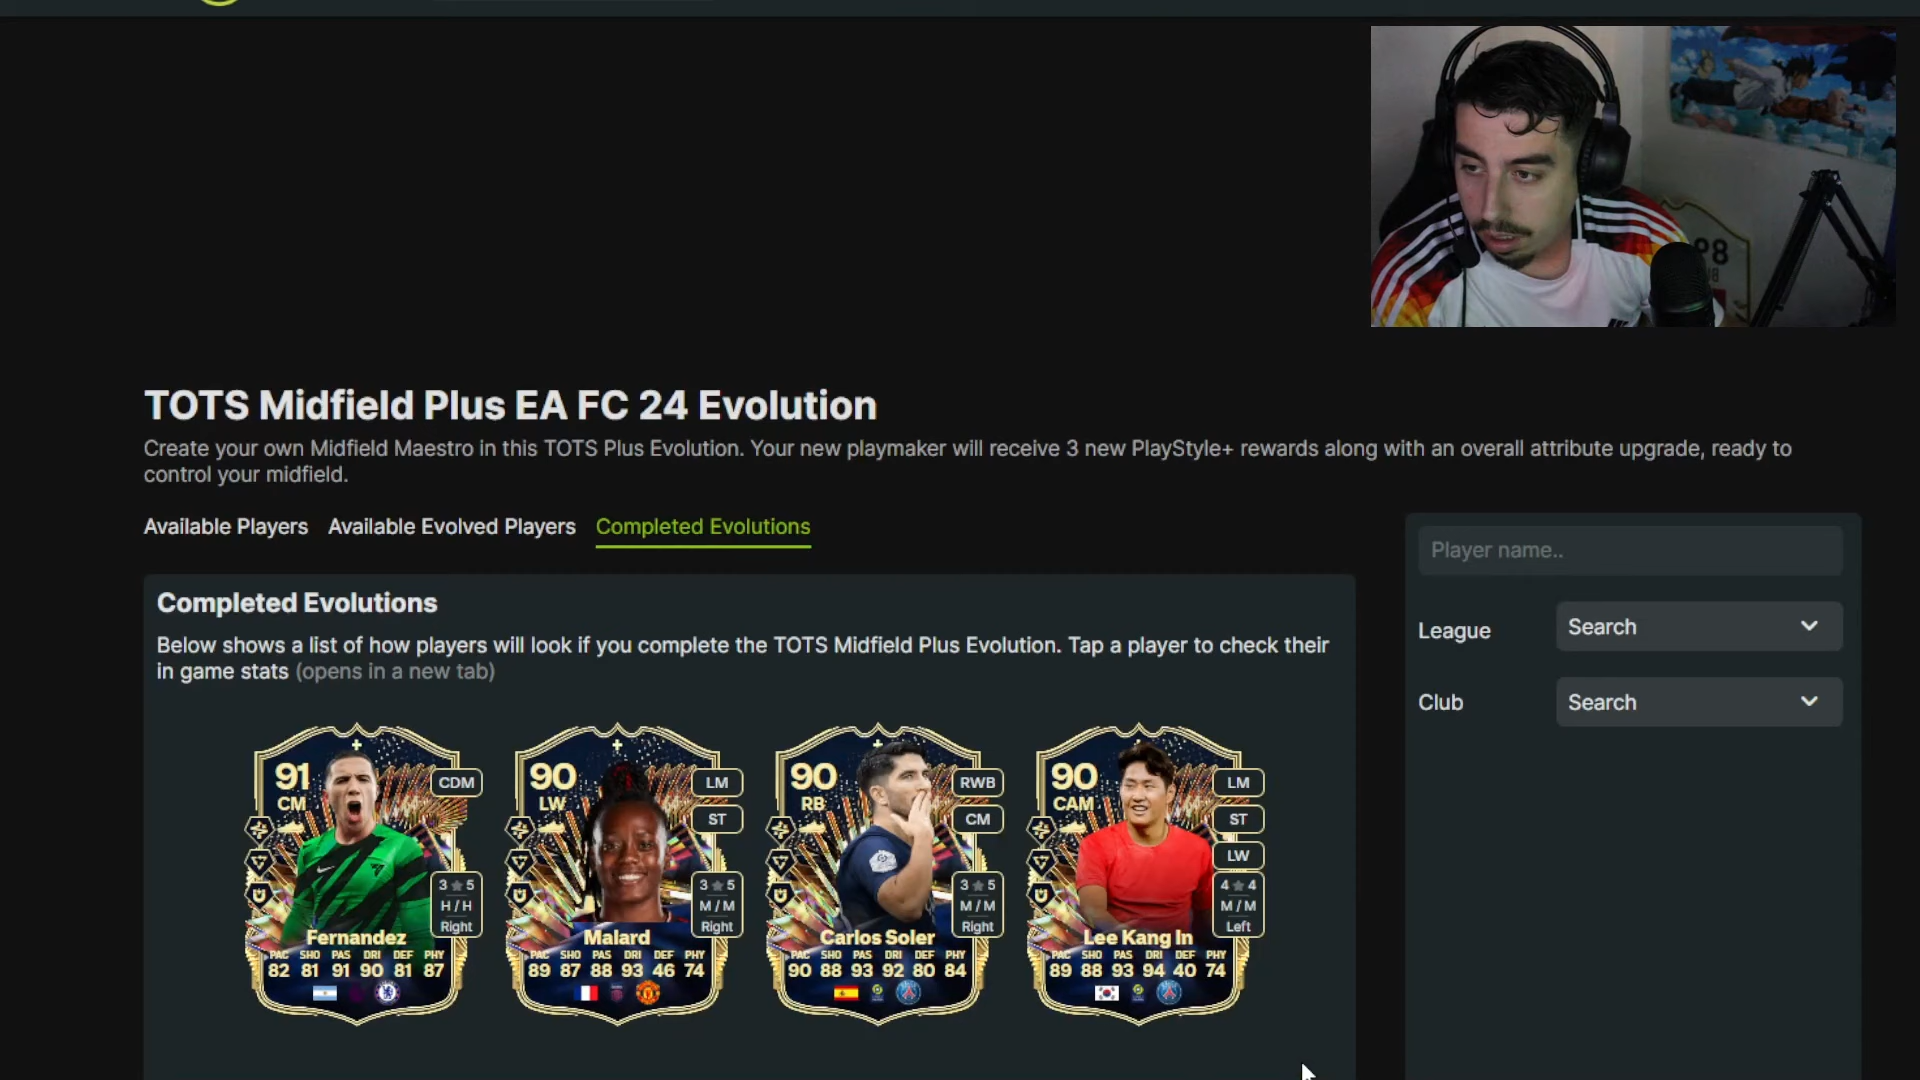 TOTS Midfield Plus EA FC 24 Evolution
Create your own Midfield Maestro in this TOTS Plus Evolution. Your new playmaker will receive 3 new PlayStyle+ rewards along with an overall attribute upgrade, ready to
control your midfield.
Available Players Available Evolved Players Completed Evolutions
Player name..
League Search
Club Search
Completed Evolutions
Below shows a list of how players will look if you complete the TOTS Midfield Plus Evolution. Tap a player to check their
in game stats (opens in a new tab)
91
CM
CDM
3 ★ 5
H / H
Right
Fernandez
PAC SHO PAS DRI DEF PHY
82 81 91 90 81 87
90
LW
LM
ST
3 ★ 5
M / M
Right
Malard
PAC SHO PAS DRI DEF PHY
89 87 88 93 46 74
90
RB
RWB
CM
3 ★ 5
M / M
Right
Carlos Soler
PAC SHO PAS DRI DEF PHY
90 88 93 92 80 84
90
CAM
LM
ST
LW
4 ★ 4
M / M
Left
Lee Kang In
PAC SHO PAS DRI DEF PHY
89 88 93 94 40 74